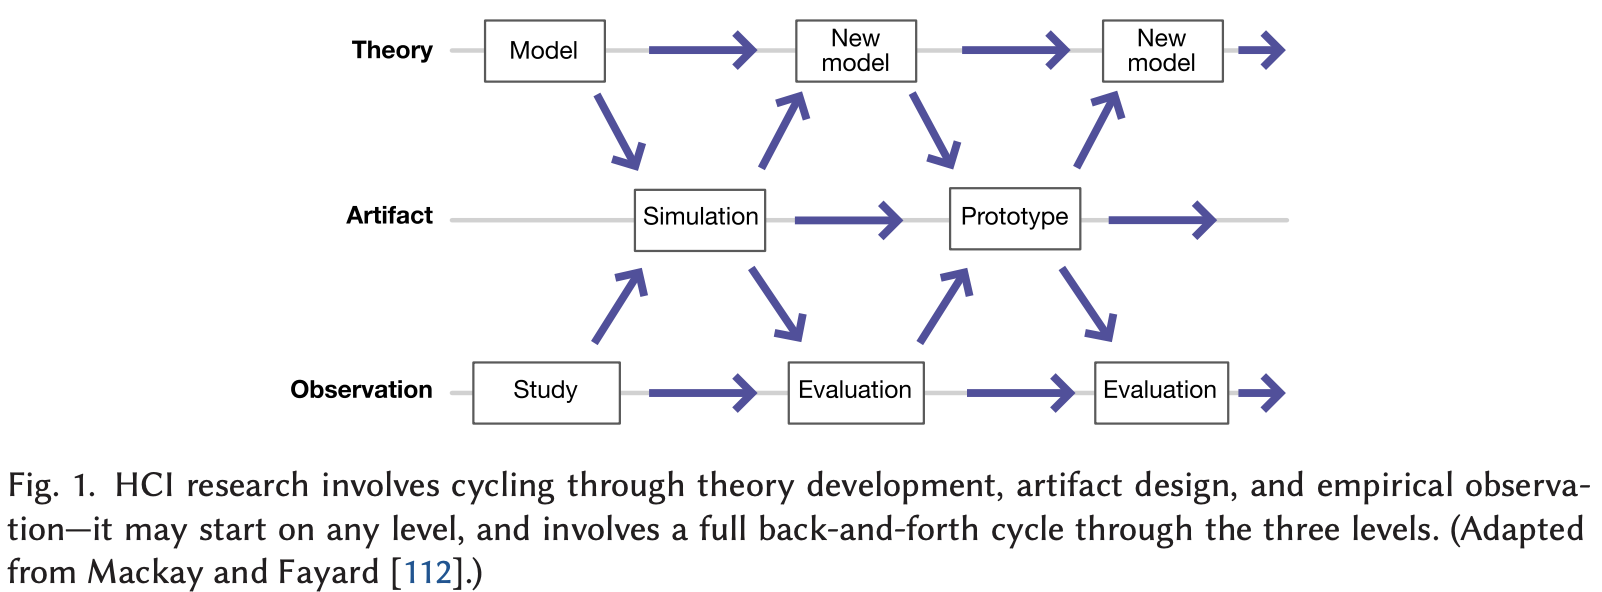 Theory
Model
New
model
New
model
Artifact
Simulation
Prototype
Observation
Study
Evaluation
Evaluation
Fig. 1. HCI research involves cycling through theory development, artifact design, and empirical observa-
tion—it may start on any level, and involves a full back-and-forth cycle through the three levels. (Adapted
from Mackay and Fayard [112].)